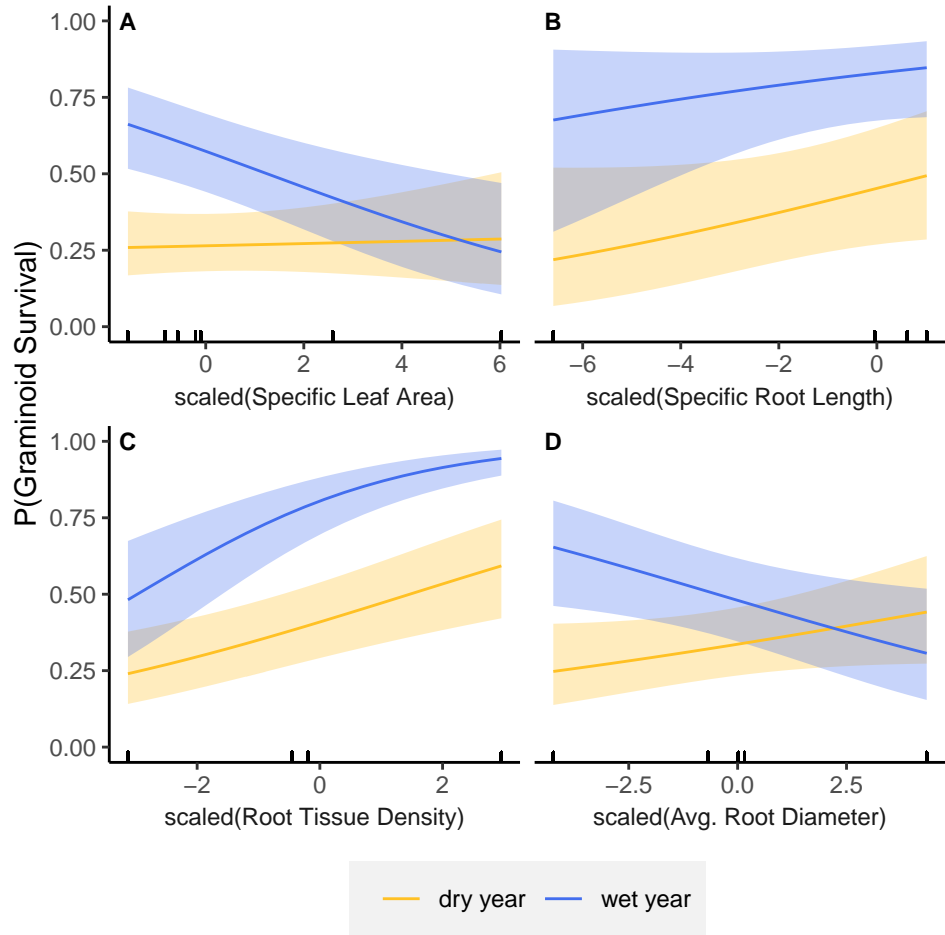 A
B
1.00
0.75
0.50
0.25
0.00
0
2
4
6
−6
−4
−2
0
scaled(Specific Leaf Area)
scaled(Specific Root Length)
P(Graminoid Survival)
C
D
1.00
0.75
0.50
0.25
0.00
−2
0
2
−2.5
0.0
2.5
scaled(Root Tissue Density)
scaled(Avg. Root Diameter)
dry year
wet year